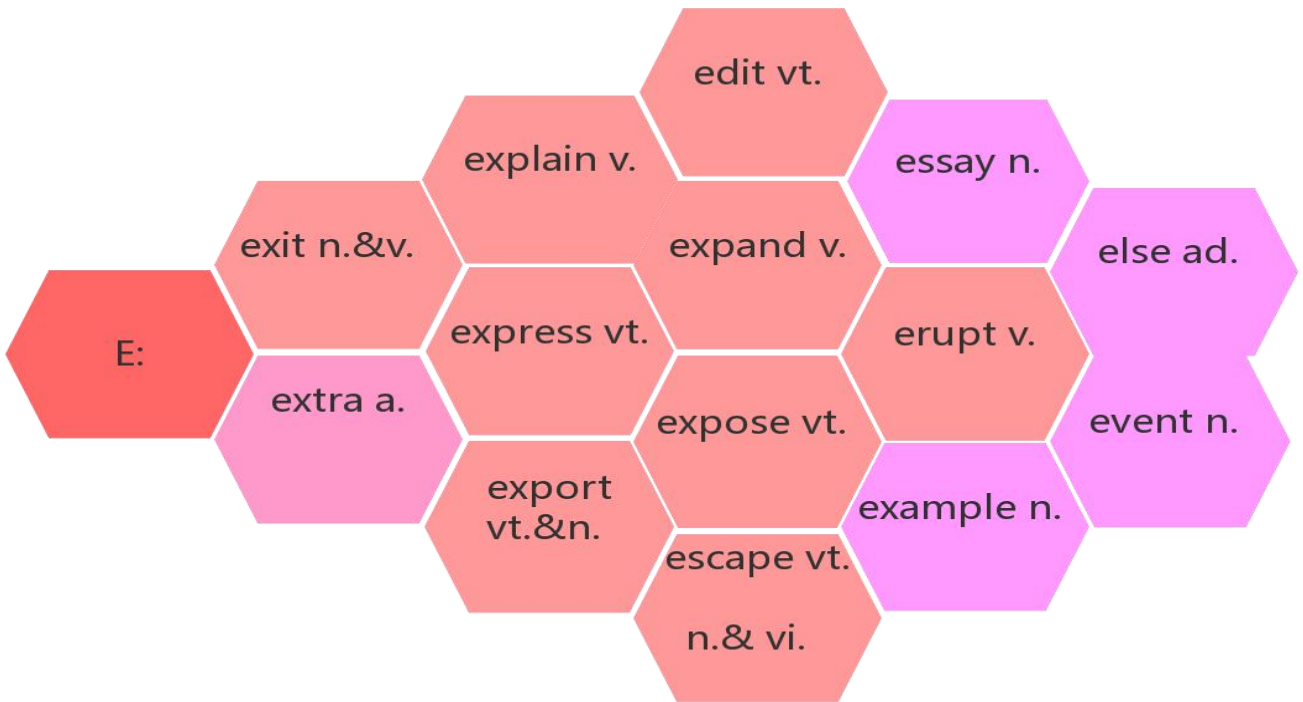 E:
exit n.&v.
extra a.
explain v.
express vt.
export
vt.&n.
edit vt.
expand v.
expose vt.
escape vt.
n.& vi.
essay n.
erupt v.
example n.
else ad.
event n.